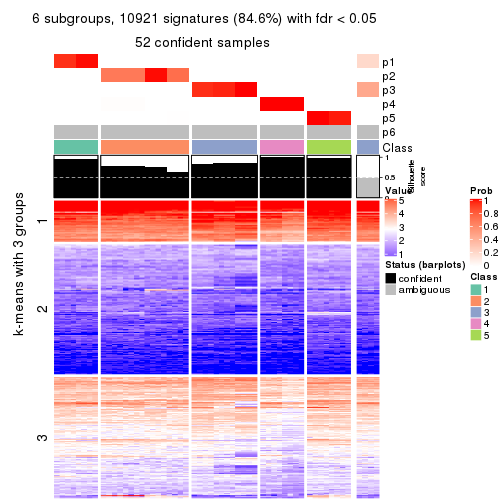 6 subgroups, 10921 signatures (84.6%) with fdr < 0.05
52 confident samples
p1
p2
p3
p4
p5
p6
Class
1
0.5
0
Silhouette
score
k-means with 3 groups
1
2
3
Value
5
4
3
2
1
Status (barplots)
confident
ambiguous
Prob
1
0.8
0.6
0.4
0.2
0
Class
1
2
3
4
5